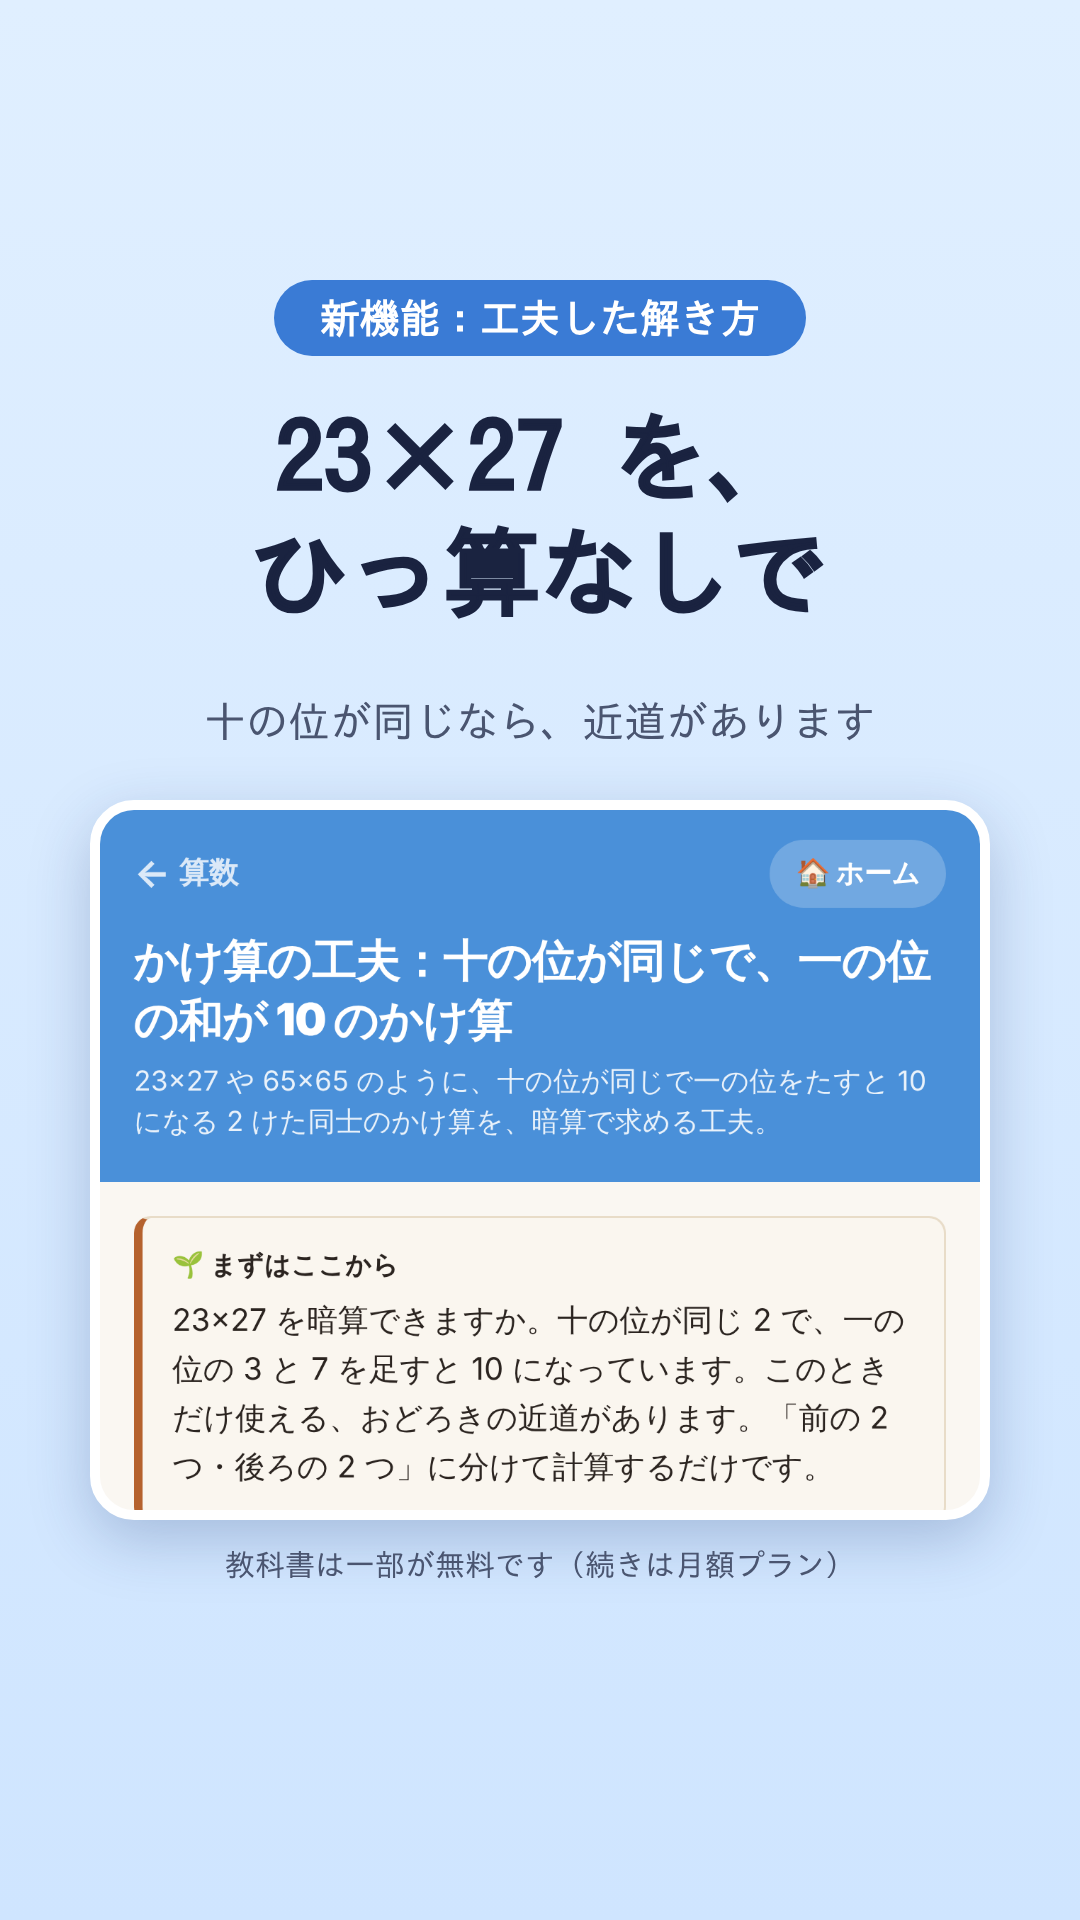 新機能：工夫した解き方
23×27 を、
ひっ算なしで
十の位が同じなら、近道があります
← 算数
🏠 ホーム
かけ算の工夫：十の位が同じで、一の位
の和が 10 のかけ算
23×27 や 65×65 のように、十の位が同じで一の位をたすと 10
になる 2 けた同士のかけ算を、暗算で求める工夫。
🌱 まずはここから
23×27 を暗算できますか。十の位が同じ 2 で、一の
位の 3 と 7 を足すと 10 になっています。このとき
だけ使える、おどろきの近道があります。「前の 2
つ・後ろの 2 つ」に分けて計算するだけです。
教科書は一部が無料です（続きは月額プラン）